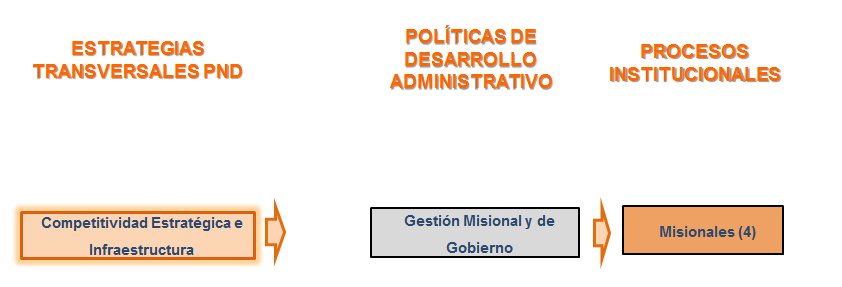 ESTRATEGIAS
TRANSVERSALES PND
POLÍTICAS DE
DESARROLLO
ADMINISTRATIVO
PROCESOS
INSTITUCIONALES
Competitividad Estratégica e
Infraestructura
Gestión Misional y de
Gobierno
Misionales (4)